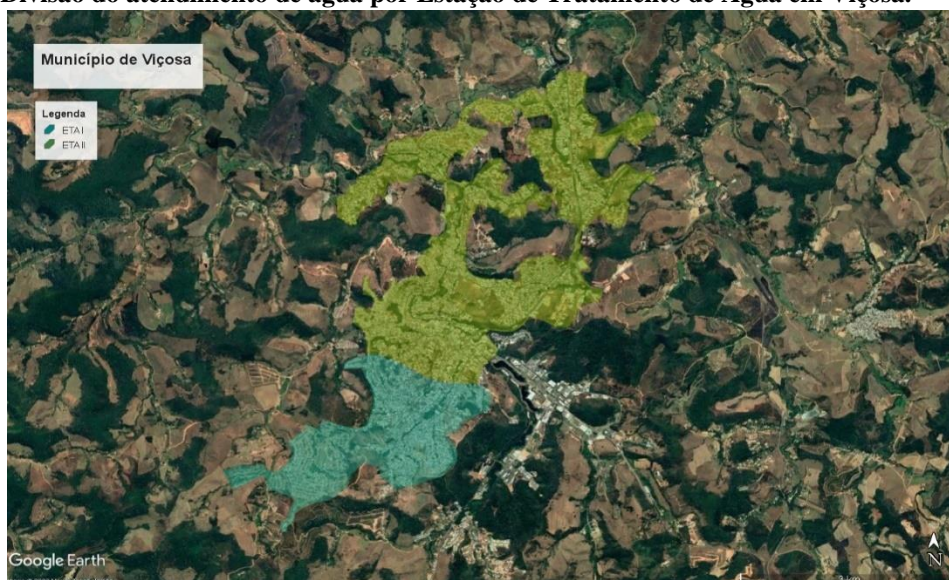 Divisão do atendimento de água por Estação de Tratamento de Água em Viçosa.
Município de Viçosa
Legenda
ETA I
ETA II
Google Earth
N